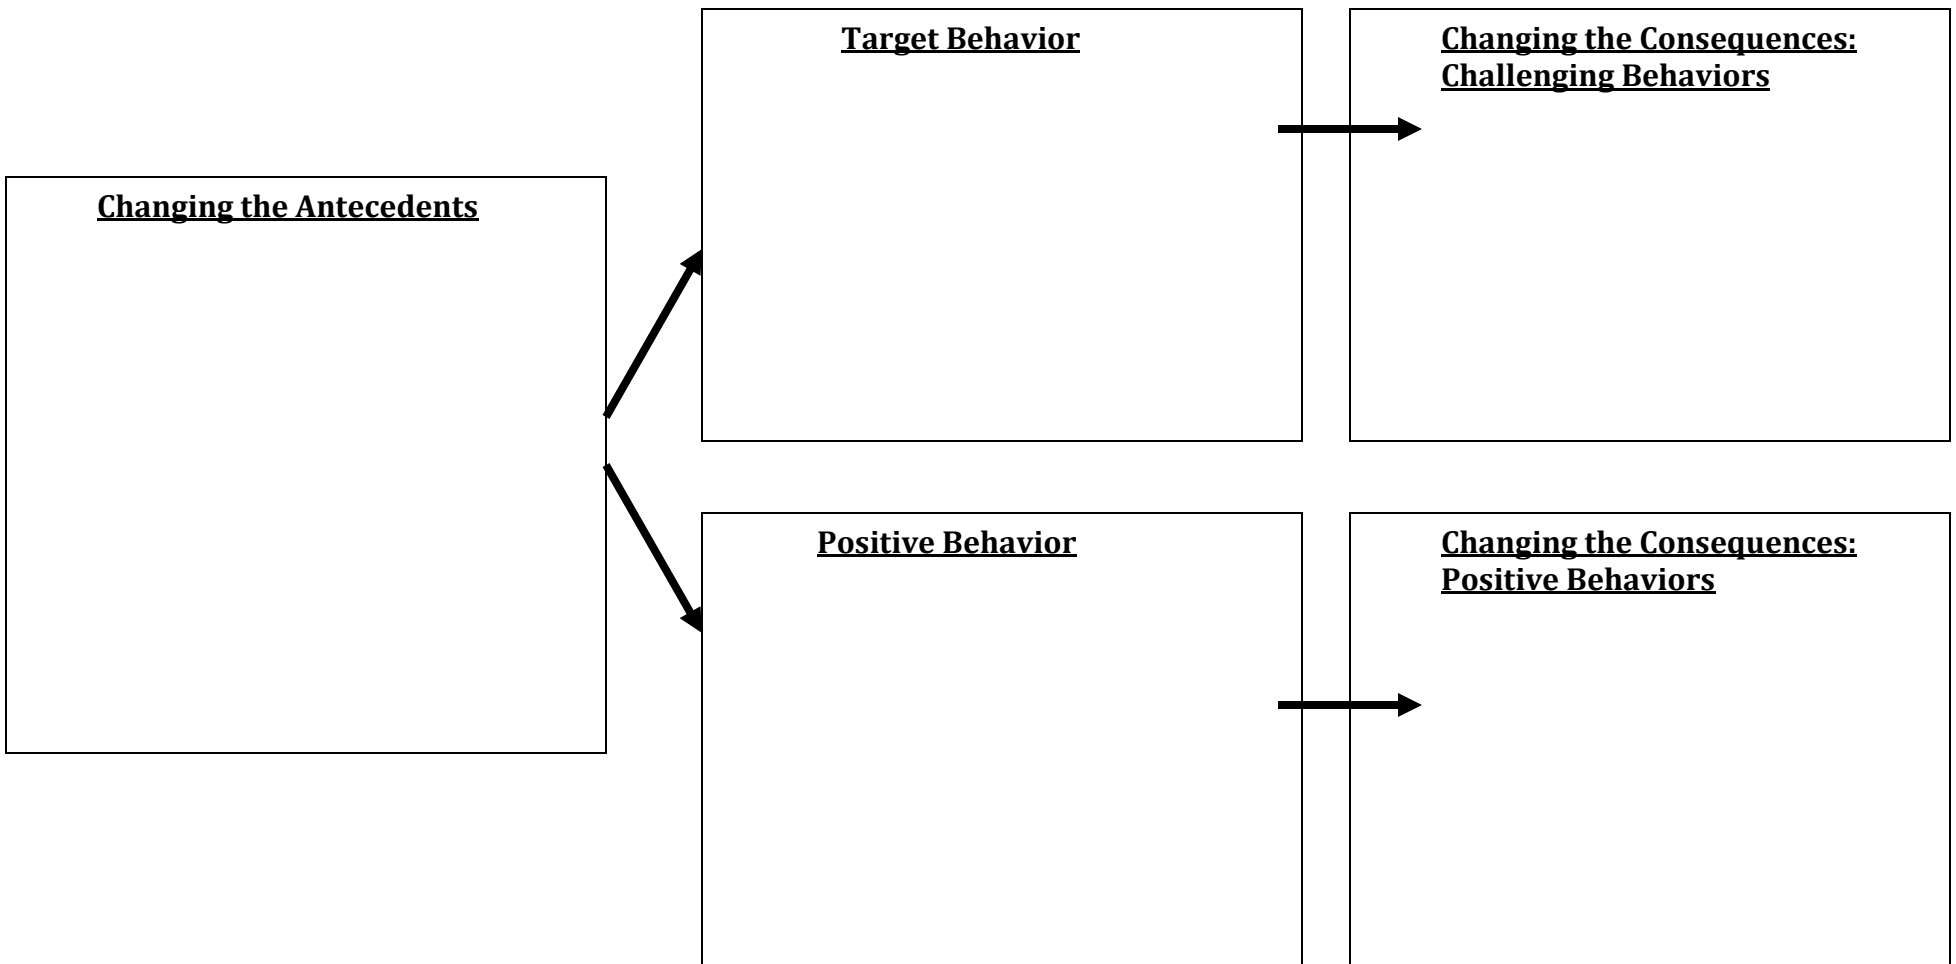 Target Behavior
Changing the Consequences:
Challenging Behaviors
Changing the Antecedents
Positive Behavior
Changing the Consequences:
Positive Behaviors